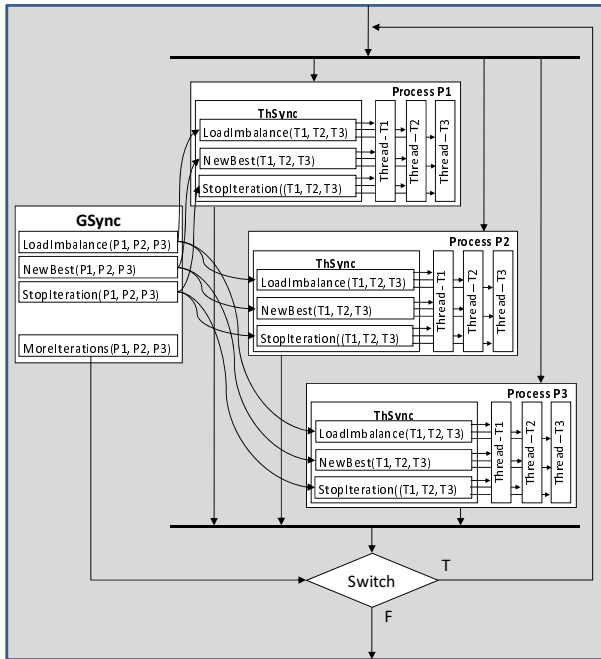 Process P1
ThSync
LoadImbalance(T1, T2, T3)
NewBest(T1, T2, T3)
StopIteration((T1, T2, T3)
Thread - T1
Thread – T2
Thread – T3
GSync
LoadImbalance(P1, P2, P3)
NewBest(P1, P2, P3)
StopIteration(P1, P2, P3)
MoreIterations(P1, P2, P3)
Process P2
ThSync
LoadImbalance(T1, T2, T3)
NewBest(T1, T2, T3)
StopIteration((T1, T2, T3)
Thread - T1
Thread – T2
Thread – T3
Process P3
ThSync
LoadImbalance(T1, T2, T3)
NewBest(T1, T2, T3)
StopIteration((T1, T2, T3)
Thread – T1
Thread – T2
Thread – T3
Switch
T
F